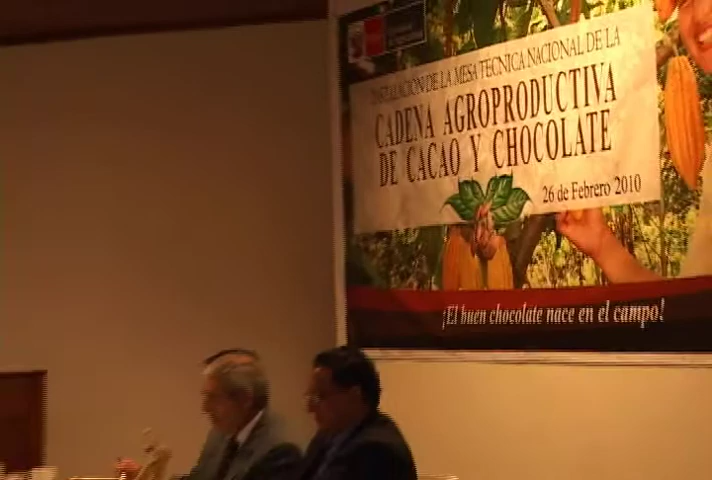 INSTALACIÓN DE LA MESA TÉCNICA NACIONAL DE LA
CADENA AGROPRODUCTIVA
DE CACAO Y CHOCOLATE
26 de Febrero 2010
¡El buen chocolate nace en el campo!